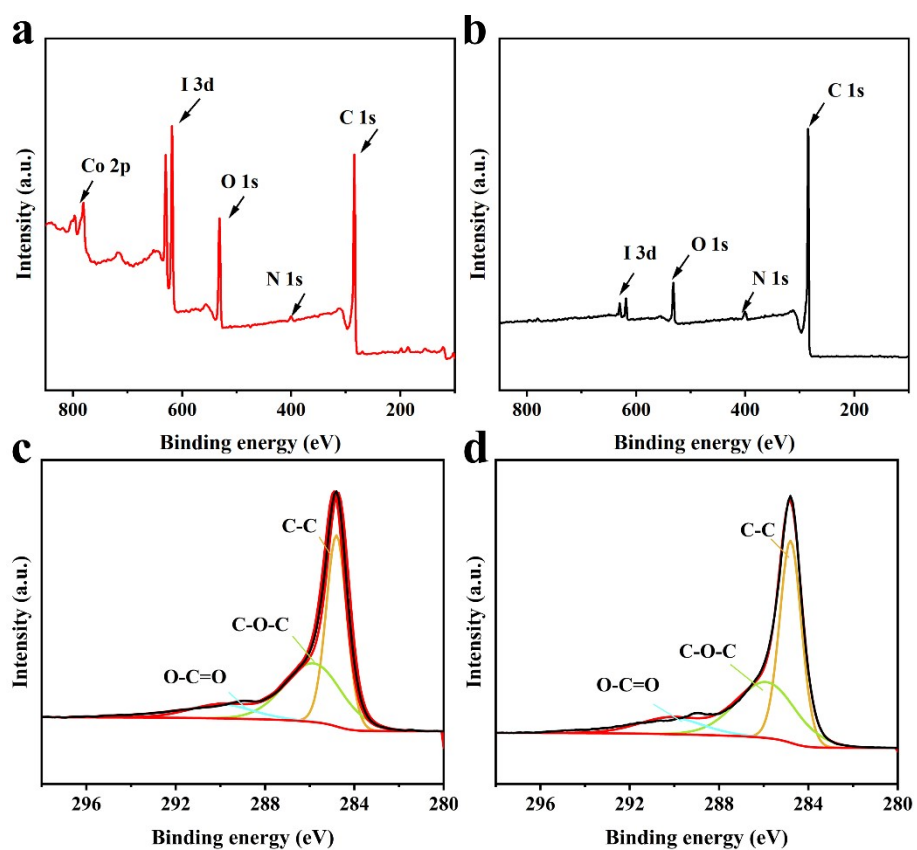 a
I 3d
C 1s
Co 2p
O 1s
N 1s
Intensity (a.u.)
800 600 400 200
Binding energy (eV)
b
C 1s
I 3d
O 1s
N 1s
Intensity (a.u.)
800 600 400 200
Binding energy (eV)
c
C-C
C-O-C
O-C=O
Intensity (a.u.)
296 292 288 284 280
Binding energy (eV)
d
C-C
C-O-C
O-C=O
Intensity (a.u.)
296 292 288 284 280
Binding energy (eV)